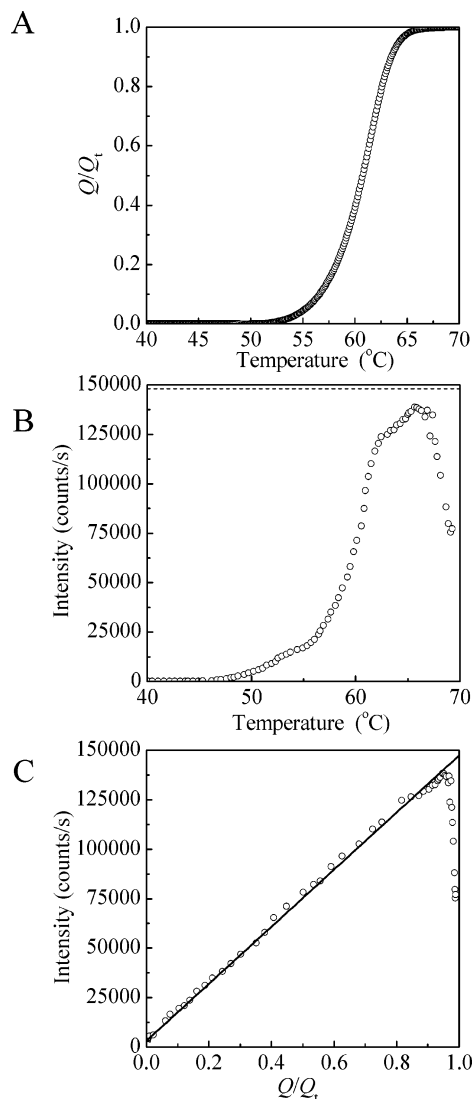 A
1.0
0.8
0.6
0.4
0.2
0.0
Q/Qt
40 45 50 55 60 65 70
Temperature (°C)
B
150000
125000
100000
75000
50000
25000
0
Intensity (counts/s)
40 50 60 70
Temperature (°C)
C
150000
125000
100000
75000
50000
25000
0
Intensity (counts/s)
0.0 0.2 0.4 0.6 0.8 1.0
Q/Qt